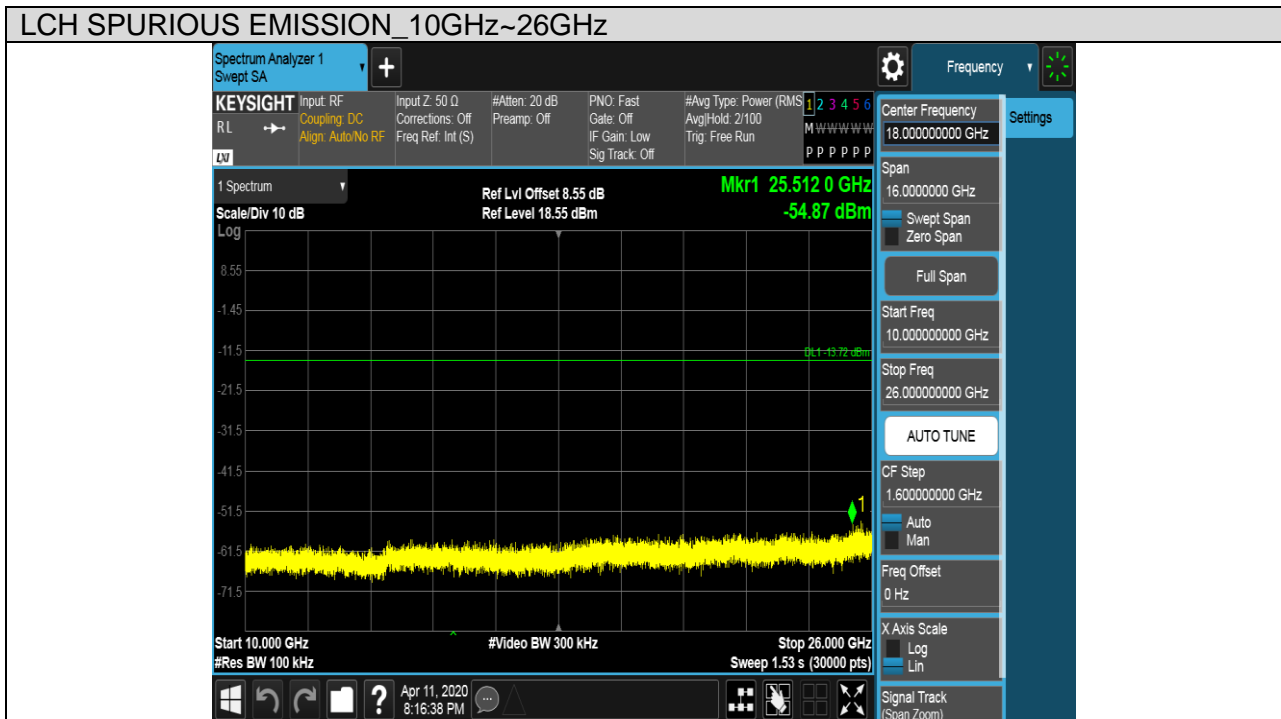 LCH SPURIOUS EMISSION_10GHz~26GHz
Spectrum Analyzer 1
Swept SA
+
Frequency
KEYSIGHT
RL
LXI
Input: RF
Coupling: DC
Align: Auto/No RF
Input Z: 50 Ω
Corrections: Off
Freq Ref: Int (S)
#Atten: 20 dB
Preamp: Off
PNO: Fast
Gate: Off
IF Gain: Low
Sig Track: Off
#Avg Type: Power (RMS
Avg|Hold: 2/100
Trig: Free Run
1 2 3 4 5 6
M W W W W W
P P P P P P
1 Spectrum
Scale/Div 10 dB
Log
Ref Lvl Offset 8.55 dB
Ref Level 18.55 dBm
Mkr1 25.512 0 GHz
-54.87 dBm
8.55
-1.45
-11.5
-21.5
-31.5
-41.5
-51.5
-61.5
-71.5
DL1 -13.72 dBm
1
Start 10.000 GHz
#Res BW 100 kHz
#Video BW 300 kHz
Stop 26.000 GHz
Sweep 1.53 s (30000 pts)
?
Apr 11, 2020
8:16:38 PM
Center Frequency
18.000000000 GHz
Span
16.0000000 GHz
Swept Span
Zero Span
Full Span
Start Freq
10.000000000 GHz
Stop Freq
26.000000000 GHz
AUTO TUNE
CF Step
1.600000000 GHz
Auto
Man
Freq Offset
0 Hz
X Axis Scale
Log
Lin
Signal Track
(Span Zoom)
Settings